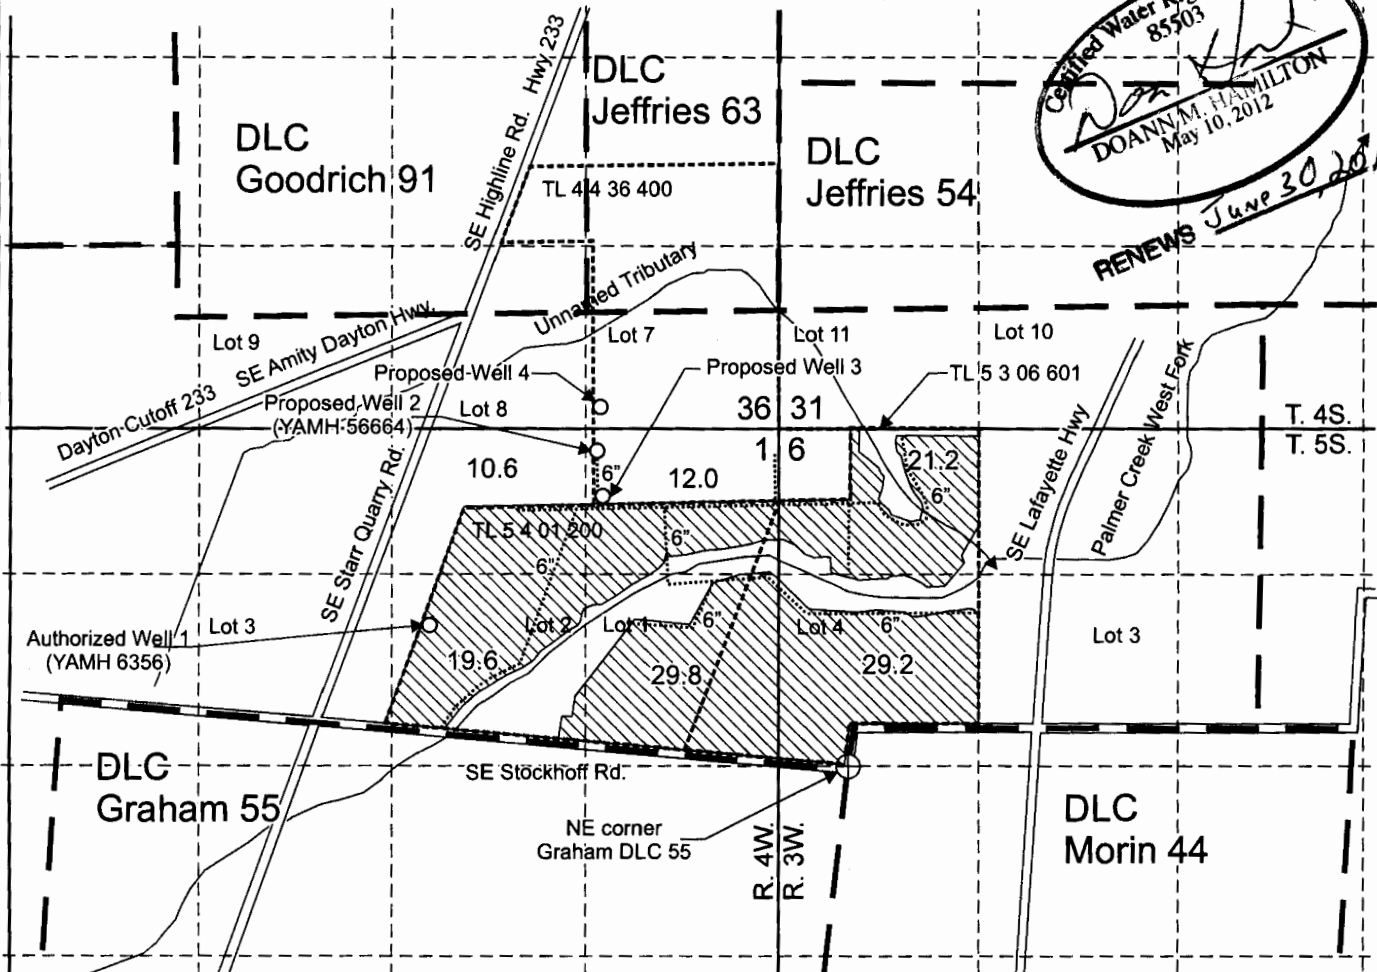 Certified Water Rig
85503
DOANN M. HAMILTON
May 10, 2012
RENEWS June 30, 20
DLC
Jeffries 63
DLC
Goodrich 91
DLC
Jeffries 54
SE Highline Rd. Hwy 233
TL 4 4 36 400
Unnamed Tributary
Lot 9
SE Amity Dayton Hwy.
Dayton Cutoff 233
Lot 7
Lot 11
Lot 10
Proposed Well 4
Proposed Well 3
TL 5 3 06 601
Proposed Well 2
(YAMH 56664)
Lot 8
36 31
1 6
T. 4S.
T. 5S.
10.6
6"
12.0
21.2
6"
SE Starr Quarry Rd.
TL 5 4 01 200
6"
6"
SE Lafayette Hwy
Palmer Creek West Fork
Authorized Well 1
(YAMH 6356)
Lot 3
Lot 2
Lot 1
6"
Lot 4
6"
Lot 3
19.6
29.8
29.2
DLC
Graham 55
SE Stockhoff Rd.
NE corner
Graham DLC 55
R. 4W.
R. 3W.
DLC
Morin 44